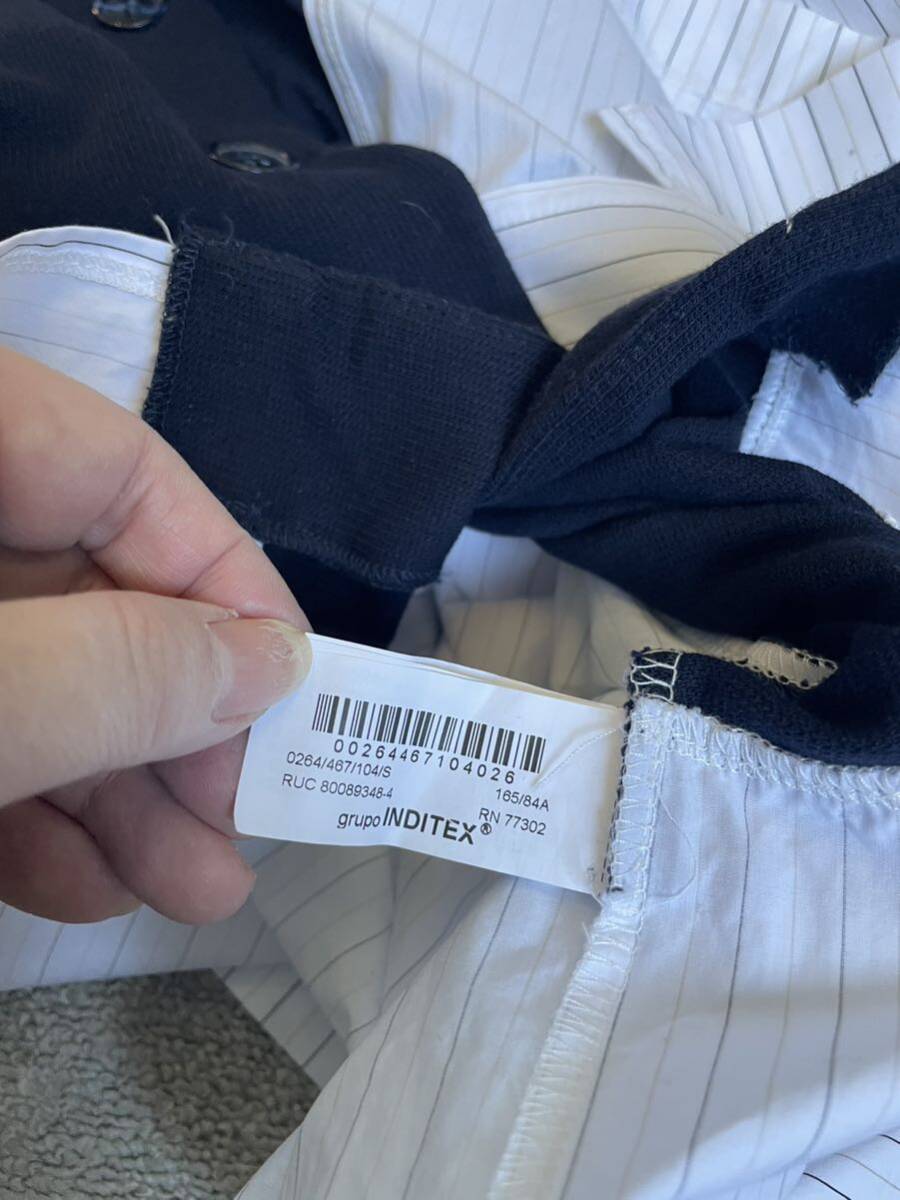 00264467104026
0264/467/104/S 165/84A
RUC 80089348-4 RN 77302
grupo INDITEX®